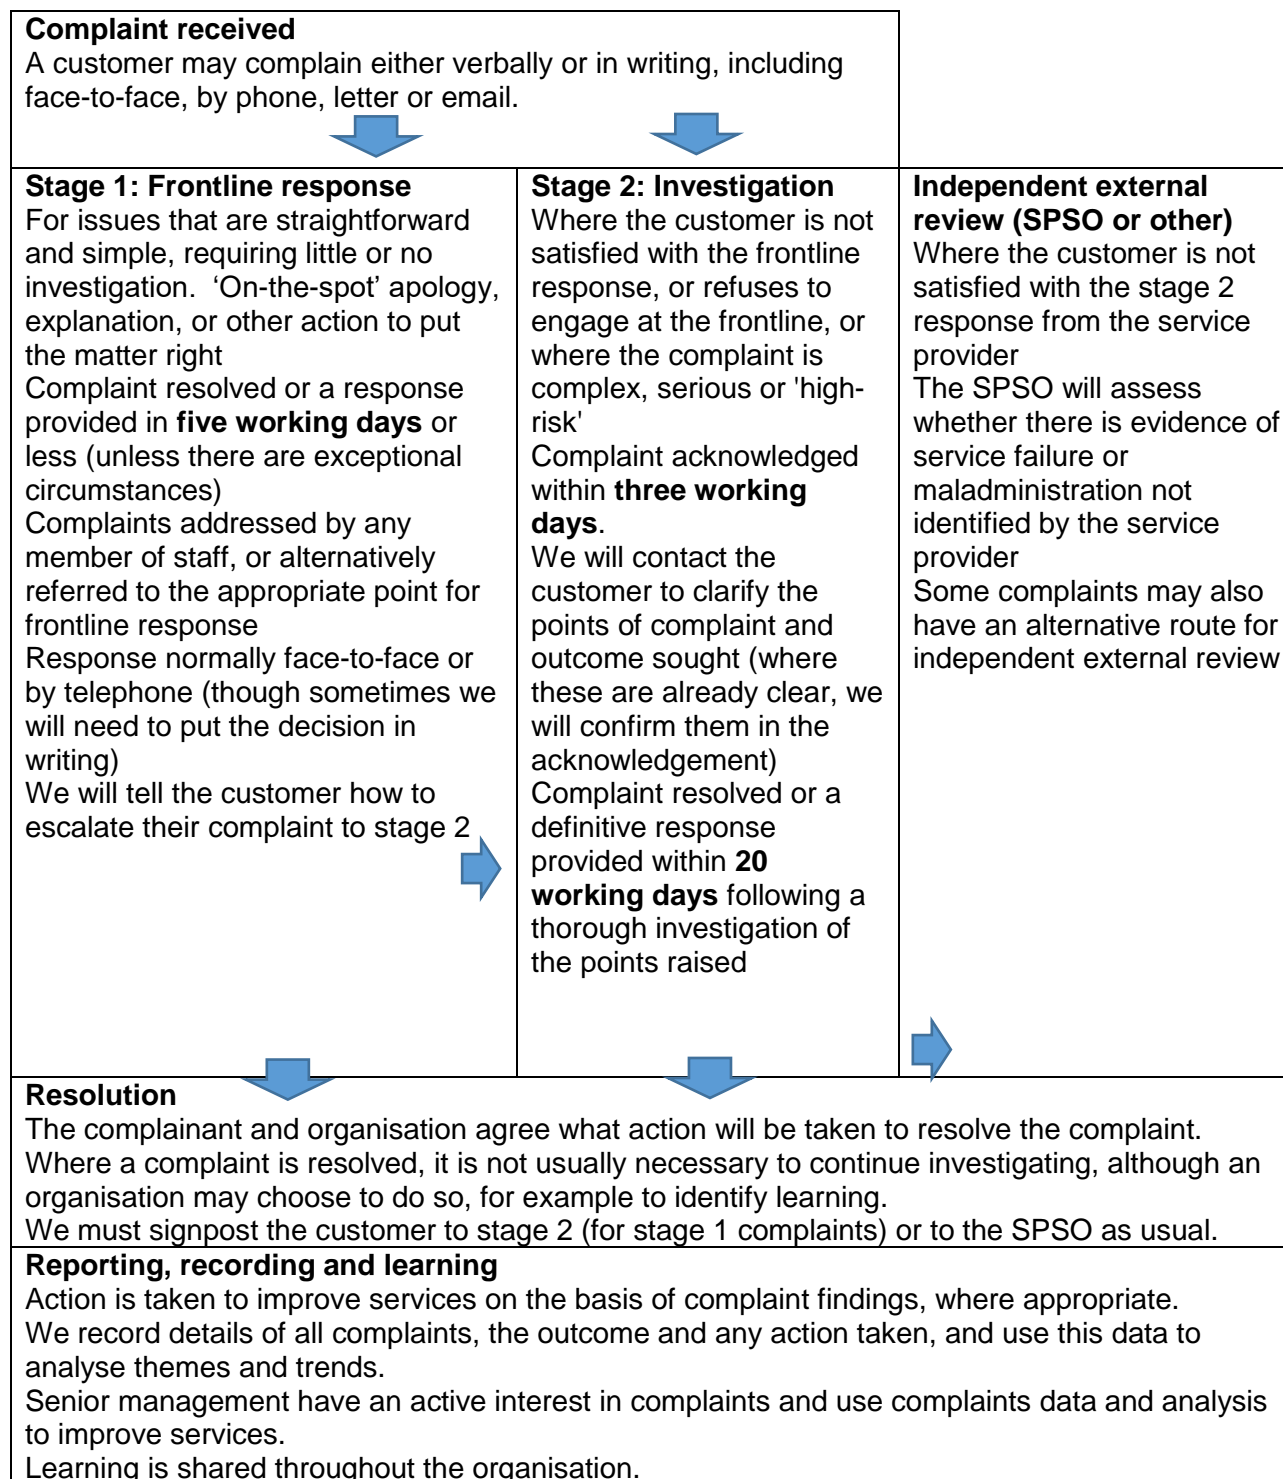 Complaint received
A customer may complain either verbally or in writing, including
face-to-face, by phone, letter or email.
Stage 1: Frontline response
For issues that are straightforward
and simple, requiring little or no
investigation.  ‘On-the-spot’ apology,
explanation, or other action to put
the matter right
Complaint resolved or a response
provided in five working days or
less (unless there are exceptional
circumstances)
Complaints addressed by any
member of staff, or alternatively
referred to the appropriate point for
frontline response
Response normally face-to-face or
by telephone (though sometimes we
will need to put the decision in
writing)
We will tell the customer how to
escalate their complaint to stage 2
Stage 2: Investigation
Where the customer is not
satisfied with the frontline
response, or refuses to
engage at the frontline, or
where the complaint is
complex, serious or 'high-
risk'
Complaint acknowledged
within three working
days.
We will contact the
customer to clarify the
points of complaint and
outcome sought (where
these are already clear, we
will confirm them in the
acknowledgement)
Complaint resolved or a
definitive response
provided within 20
working days following a
thorough investigation of
the points raised
Independent external
review (SPSO or other)
Where the customer is not
satisfied with the stage 2
response from the service
provider
The SPSO will assess
whether there is evidence of
service failure or
maladministration not
identified by the service
provider
Some complaints may also
have an alternative route for
independent external review
Resolution
The complainant and organisation agree what action will be taken to resolve the complaint.
Where a complaint is resolved, it is not usually necessary to continue investigating, although an
organisation may choose to do so, for example to identify learning.
We must signpost the customer to stage 2 (for stage 1 complaints) or to the SPSO as usual.
Reporting, recording and learning
Action is taken to improve services on the basis of complaint findings, where appropriate.
We record details of all complaints, the outcome and any action taken, and use this data to
analyse themes and trends.
Senior management have an active interest in complaints and use complaints data and analysis
to improve services.
Learning is shared throughout the organisation.